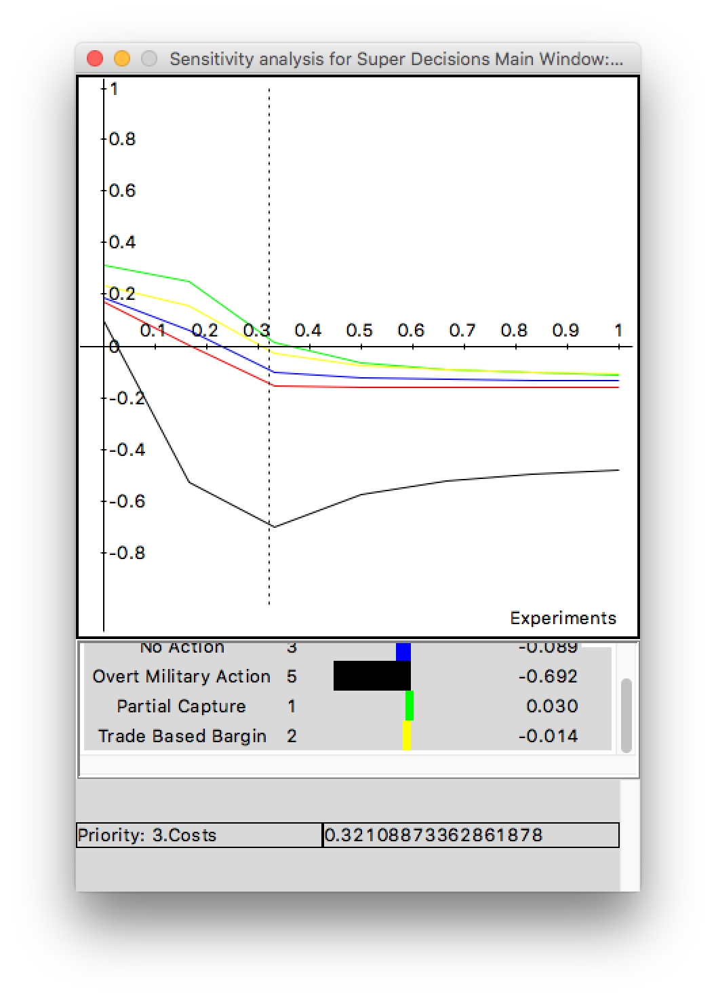 Sensitivity analysis for Super Decisions Main Window:...
1
0.8
0.6
0.4
0.2
0.1 0.2 0.3 0.4 0.5 0.6 0.7 0.8 0.9 1
0
-0.2
-0.4
-0.6
-0.8
Experiments
No Action 3 -0.089
Overt Military Action 5 -0.692
Partial Capture 1 0.030
Trade Based Bargin 2 -0.014
Priority: 3.Costs 0.32108873362861878